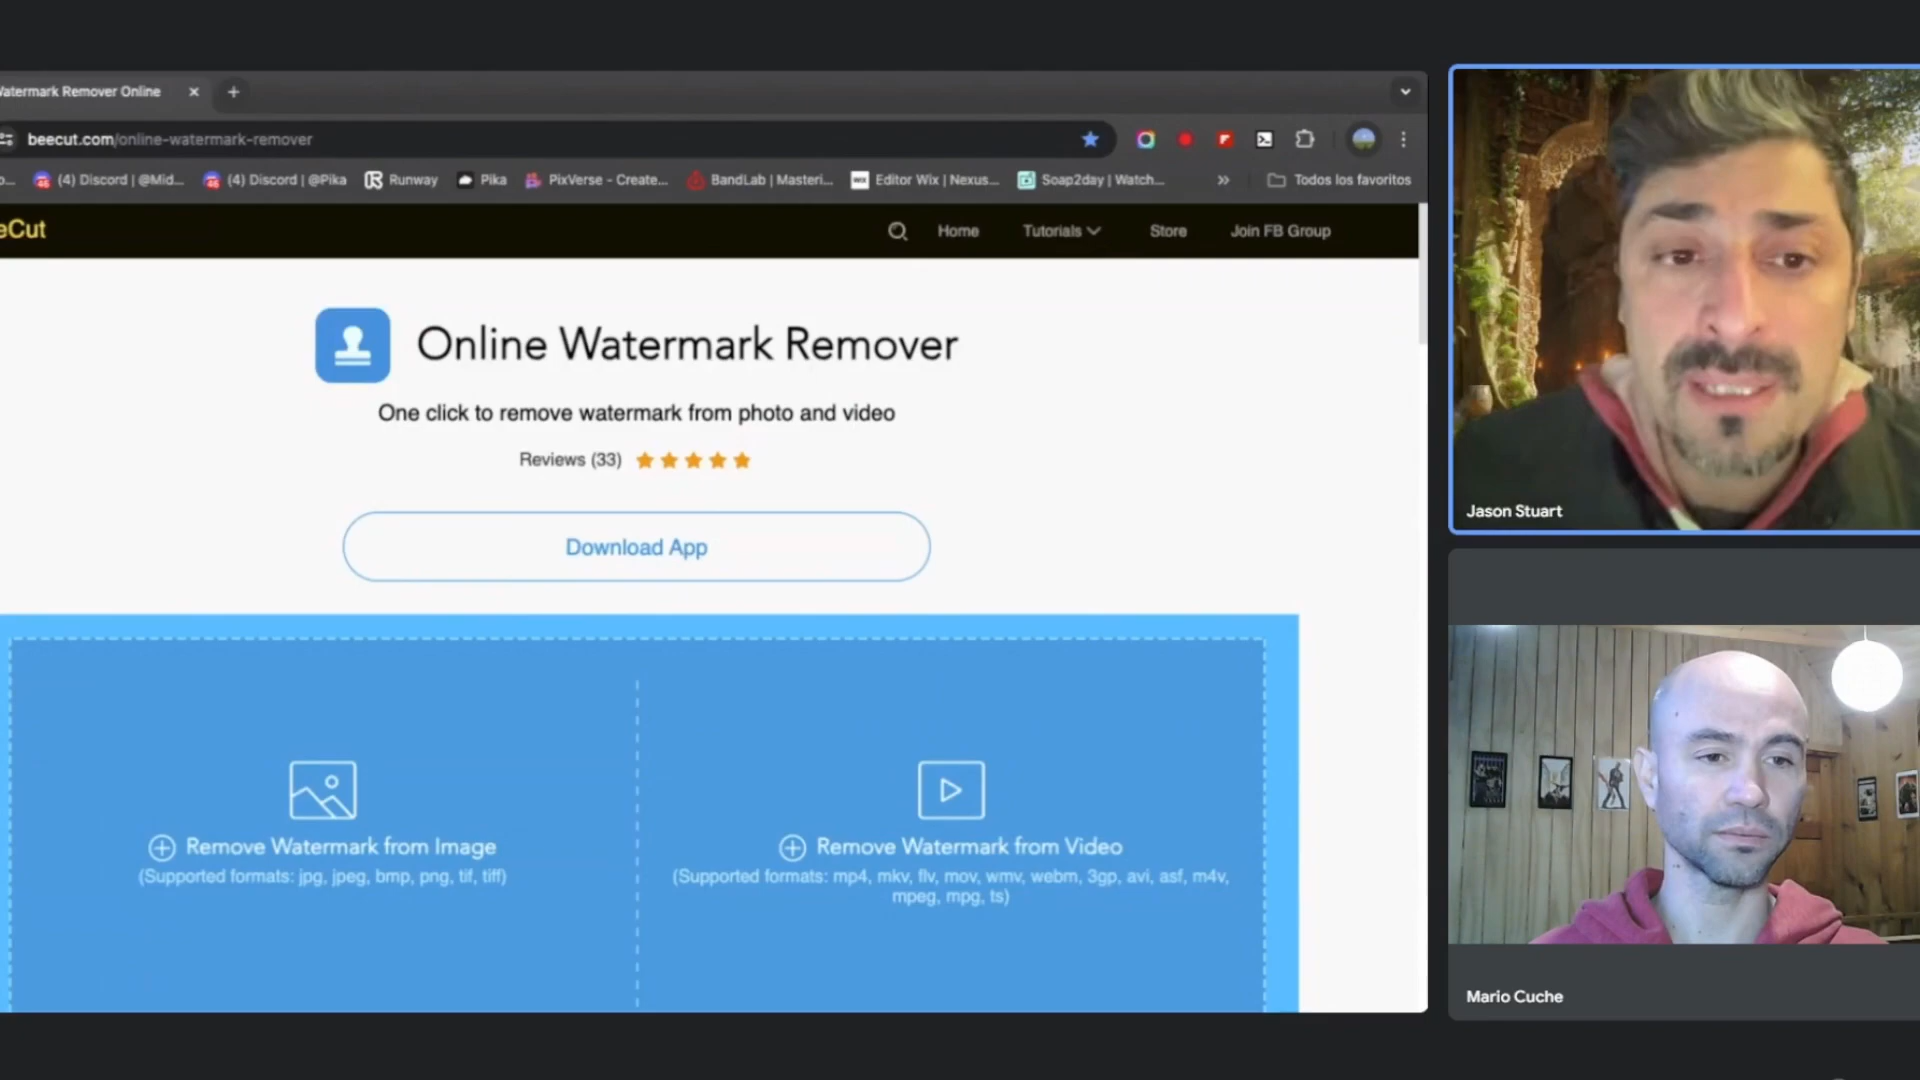 Watermark Remover Online
beecut.com/online-watermark-remover
(4) Discord | @Mid...
(4) Discord | @Pika
Runway
Pika
PixVerse - Create...
BandLab | Masteri...
Editor Wix | Nexus...
Soap2day | Watch...
»
Todos los favoritos
eCut
Home
Tutorials
Store
Join FB Group
Online Watermark Remover
One click to remove watermark from photo and video
Reviews (33)
Download App
Remove Watermark from Image
(Supported formats: jpg, jpeg, bmp, png, tif, tiff)
Remove Watermark from Video
(Supported formats: mp4, mkv, flv, mov, wmv, webm, 3gp, avi, asf, m4v,
mpeg, mpg, ts)
Jason Stuart
Mario Cuche